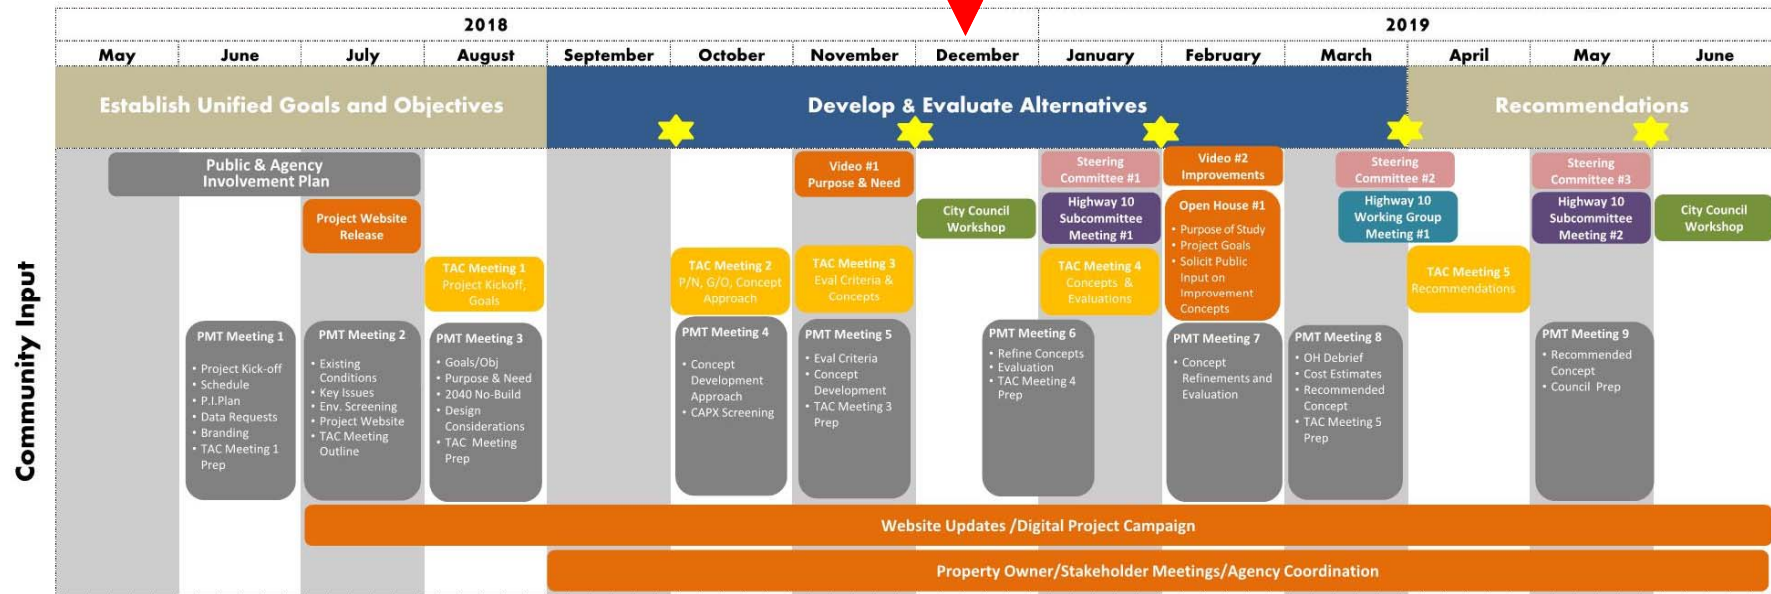 2018
2019
May
June
July
August
September
October
November
December
January
February
March
April
May
June
Establish Unified Goals and Objectives
Develop & Evaluate Alternatives
Recommendations
Community Input
Public & Agency
Involvement Plan
Video #1
Purpose & Need
Steering
Committee #1
Video #2
Improvements
Steering
Committee #2
Steering
Committee #3
Project Website
Release
City Council
Workshop
Highway 10
Subcommittee
Meeting #1
Open House #1
• Purpose of Study
• Project Goals
• Solicit Public
Input on
Improvement
Concepts
Highway 10
Working Group
Meeting #1
Highway 10
Subcommittee
Meeting #2
City Council
Workshop
TAC Meeting 1
Project Kickoff,
Goals
TAC Meeting 2
P/N, G/O, Concept
Approach
TAC Meeting 3
Eval Criteria &
Concepts
TAC Meeting 4
Concepts &
Evaluations
TAC Meeting 5
Recommendations
PMT Meeting 1
• Project Kick-off
• Schedule
• P.I.Plan
• Data Requests
• Branding
• TAC Meeting 1
Prep
PMT Meeting 2
• Existing
Conditions
• Key Issues
• Env. Screening
• Project Website
• TAC Meeting
Outline
PMT Meeting 3
• Goals/Obj
• Purpose & Need
• 2040 No-Build
• Design
Considerations
• TAC Meeting
Prep
PMT Meeting 4
• Concept
Development
Approach
• CAPX Screening
PMT Meeting 5
• Eval Criteria
• Concept
Development
• TAC Meeting 3
Prep
PMT Meeting 6
• Refine Concepts
• Evaluation
• TAC Meeting 4
Prep
PMT Meeting 7
• Concept
Refinements and
Evaluation
PMT Meeting 8
• OH Debrief
• Cost Estimates
• Recommended
Concept
• TAC Meeting 5
Prep
PMT Meeting 9
• Recommended
Concept
• Council Prep
Website Updates /Digital Project Campaign
Property Owner/Stakeholder Meetings/Agency Coordination